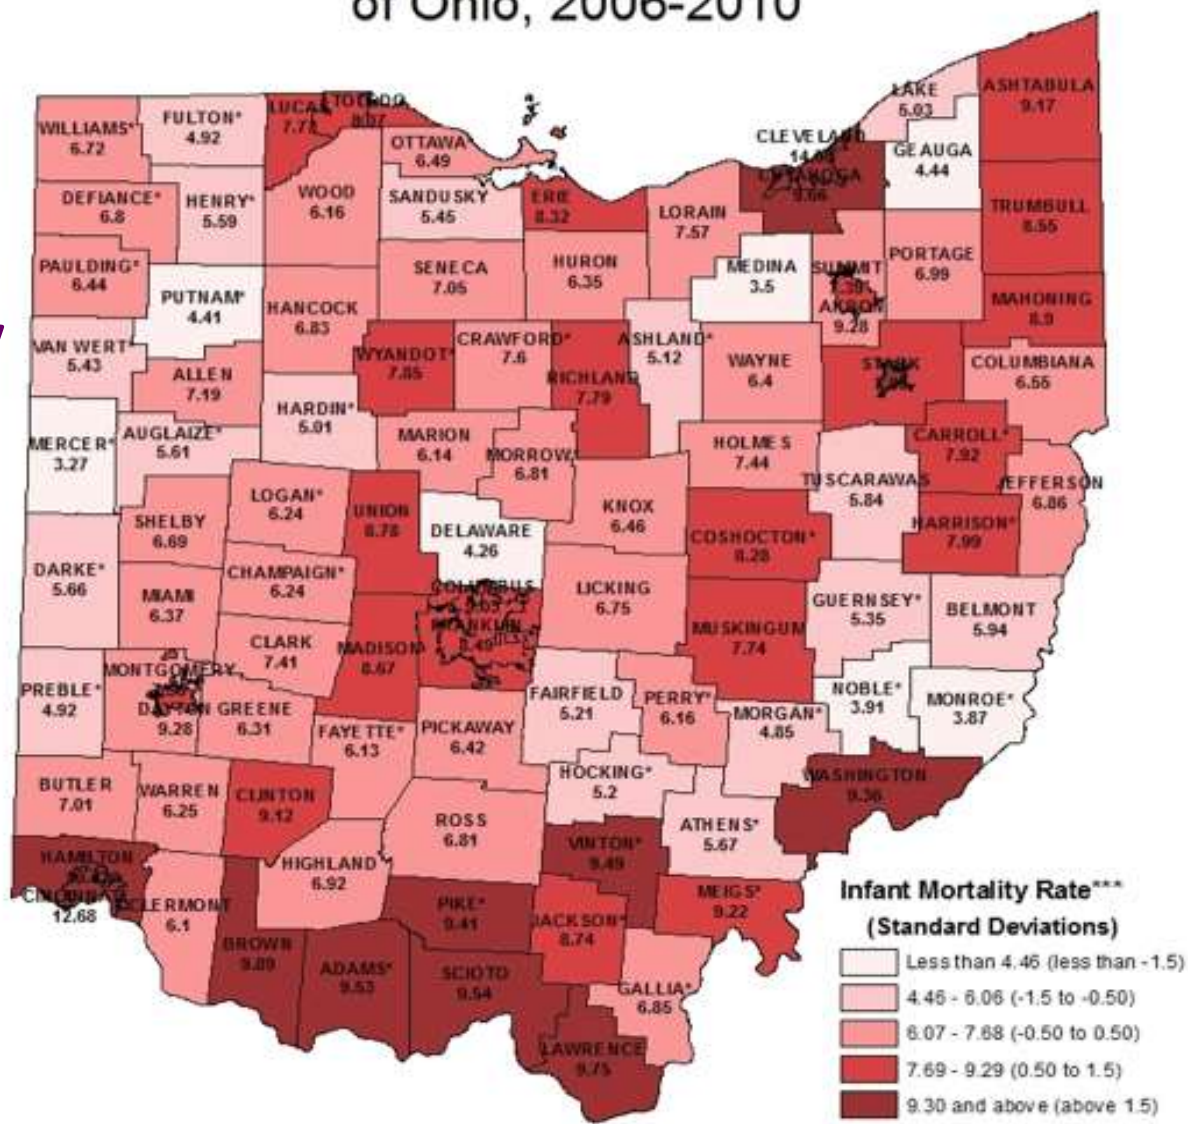 of Ohio, 2006-2010
ASHTABULA
9.17
LAKE
5.03
WILLIAMS*
6.72
FULTON*
4.92
LUCAS
TOLEDO
OTTAWA*
6.49
CLEVELAND
GEAUGA
4.44
CUYAHOGA
9.66
DEFIANCE*
6.8
HENRY*
5.59
WOOD
6.16
SANDUSKY
5.45
ERIE
8.32
LORAIN
7.57
TRUMBULL
8.55
PAULDING*
6.44
SENECA
7.05
HURON
6.35
MEDINA
3.5
SUMMIT
PORTAGE
6.99
PUTNAM*
4.41
HANCOCK
6.83
AKRON
9.28
MAHONING
8.9
VAN WERT*
5.43
ALLEN
7.19
WYANDOT*
7.85
CRAWFORD*
7.6
RICHLAND
7.79
ASHLAND*
5.12
WAYNE
6.4
STARK
COLUMBIANA
6.55
MERCER*
3.27
AUGLAIZE*
5.61
HARDIN*
5.01
MARION
6.14
MORROW*
6.81
HOLMES
7.44
CARROLL*
7.92
TUSCARAWAS
5.84
JEFFERSON
6.86
SHELBY
6.69
LOGAN*
6.24
UNION
8.78
DELAWARE
4.26
KNOX
6.46
COSHOCTON*
8.28
HARRISON*
7.99
DARKE*
5.66
MIAMI
6.37
CHAMPAIGN*
6.24
COLUMBUS
LICKING
6.75
GUERNSEY*
5.35
BELMONT
5.94
CLARK
7.41
MADISON
8.67
FRANKLIN
8.49
MUSKINGUM
7.74
PREBLE*
4.92
MONTGOMERY
DAYTON
9.28
GREENE
6.31
FAYETTE*
6.13
PICKAWAY
6.42
FAIRFIELD
5.21
PERRY*
6.16
MORGAN*
4.85
NOBLE*
3.91
MONROE*
3.87
BUTLER
7.01
WARREN
6.25
CLINTON
9.12
HOCKING*
5.2
WASHINGTON
9.36
ROSS
6.81
ATHENS*
5.67
HAMILTON
CINCINNATI
12.68
CLERMONT
6.1
HIGHLAND
6.92
VINTON*
9.49
MEIGS*
9.22
BROWN
9.89
PIKE*
9.41
JACKSON*
8.74
ADAMS*
9.53
SCIOTO
9.54
GALLIA*
6.85
LAWRENCE
9.75
Infant Mortality Rate***
(Standard Deviations)
Less than 4.46 (less than -1.5)
4.46 - 6.06 (-1.5 to -0.50)
6.07 - 7.68 (-0.50 to 0.50)
7.69 - 9.29 (0.50 to 1.5)
9.30 and above (above 1.5)